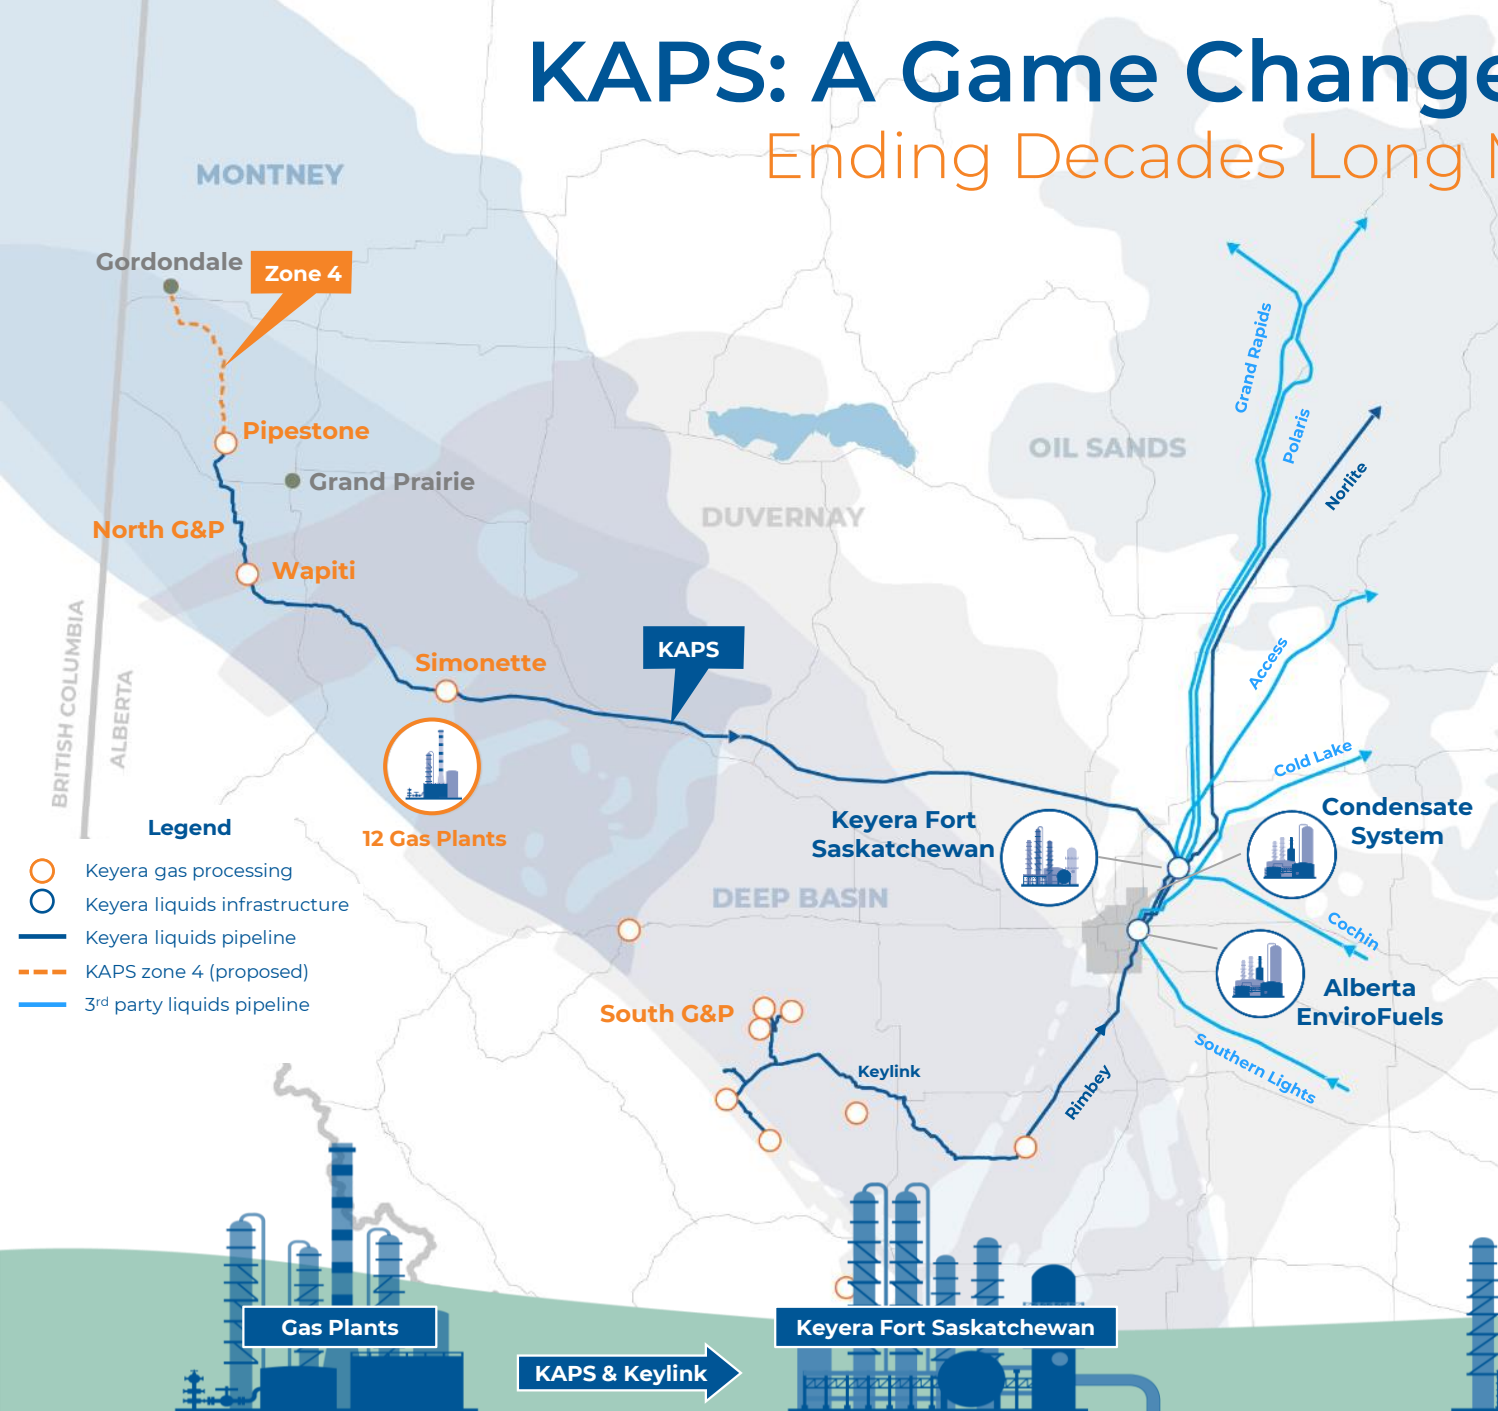 KAPS: A Game Change
Ending Decades Long
MONTNEY
Gordondale
Zone 4
Pipestone
Grand Prairie
North G&P
Wapiti
Simonette
KAPS
12 Gas Plants
BRITISH COLUMBIA
ALBERTA
DUVERNAY
OIL SANDS
Grand Rapids
Polaris
Norlite
Access
Cold Lake
Condensate
System
Keyera Fort
Saskatchewan
DEEP BASIN
Cochin
Alberta
EnviroFuels
Southern Lights
South G&P
Keylink
Rimbey
Legend
Keyera gas processing
Keyera liquids infrastructure
Keyera liquids pipeline
KAPS zone 4 (proposed)
3rd party liquids pipeline
Gas Plants
KAPS & Keylink
Keyera Fort Saskatchewan